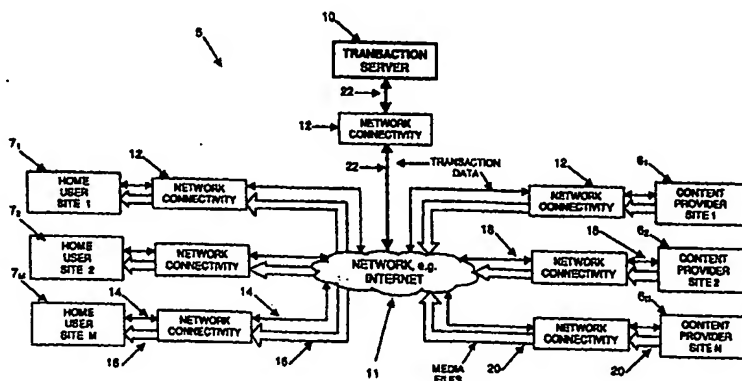 5
10
TRANSACTION
SERVER
22
12
NETWORK
CONNECTIVITY
22
TRANSACTION
DATA
7₁
HOME
USER
SITE 1
12
NETWORK
CONNECTIVITY
12
NETWORK
CONNECTIVITY
6₁
CONTENT
PROVIDER
SITE 1
7₂
HOME
USER
SITE 2
NETWORK
CONNECTIVITY
NETWORK, e.g.
INTERNET
18
NETWORK
CONNECTIVITY
18
6₂
CONTENT
PROVIDER
SITE 2
7
HOME
USER
SITE M
14
NETWORK
CONNECTIVITY
14
16
16
11
MEDIA
FILES
20
NETWORK
CONNECTIVITY
20
6
CONTENT
PROVIDER
SITE N